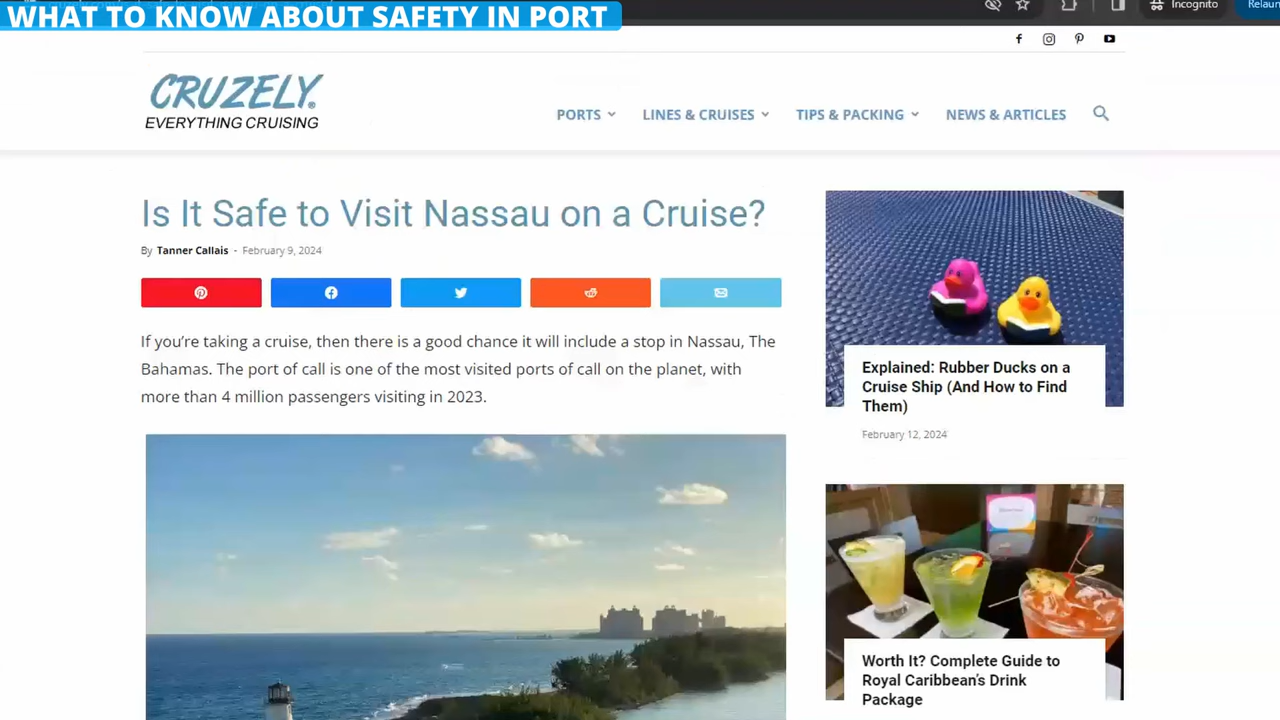 WHAT TO KNOW ABOUT SAFETY IN PORT
Incognito
CRUZELY®
EVERYTHING CRUISING
PORTS
LINES & CRUISES
TIPS & PACKING
NEWS & ARTICLES
Is It Safe to Visit Nassau on a Cruise?
By Tanner Callais - February 9, 2024
If you’re taking a cruise, then there is a good chance it will include a stop in Nassau, The
Bahamas. The port of call is one of the most visited ports of call on the planet, with
more than 4 million passengers visiting in 2023.
Explained: Rubber Ducks on a
Cruise Ship (And How to Find
Them)
February 12, 2024
Worth It? Complete Guide to
Royal Caribbean’s Drink
Package